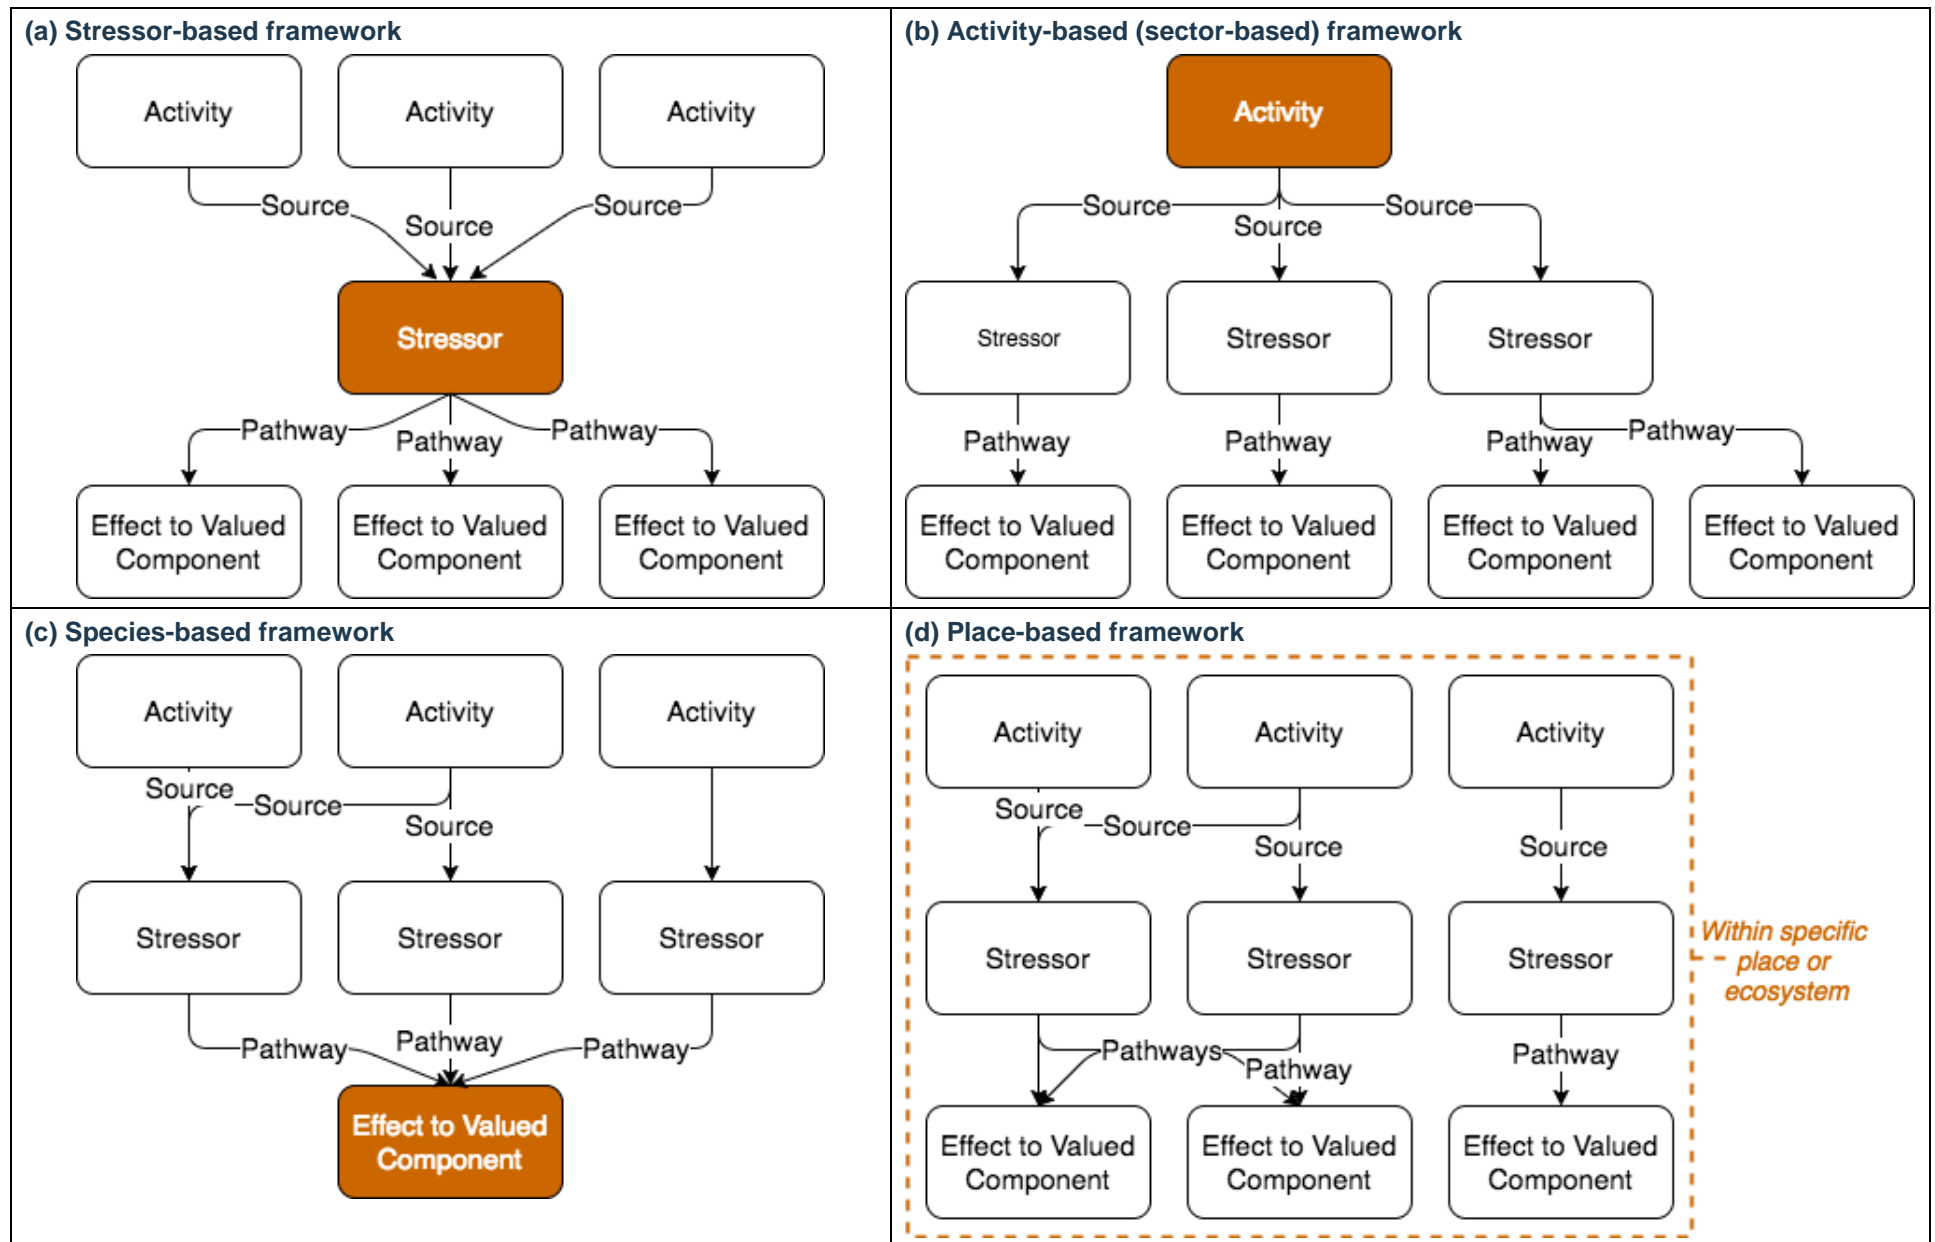 (a) Stressor-based framework
Activity
Activity
Activity
Source
Source
Source
Stressor
Pathway
Pathway
Pathway
Effect to Valued
Component
Effect to Valued
Component
Effect to Valued
Component
(b) Activity-based (sector-based) framework
Activity
Source
Source
Source
Stressor
Stressor
Stressor
Pathway
Pathway
Pathway
Pathway
Effect to Valued
Component
Effect to Valued
Component
Effect to Valued
Component
Effect to Valued
Component
(c) Species-based framework
Activity
Activity
Activity
Source
Source
Source
Stressor
Stressor
Stressor
Pathway
Pathway
Pathway
Effect to Valued
Component
(d) Place-based framework
Activity
Activity
Activity
Source
Source
Source
Source
Stressor
Stressor
Stressor
Within specific
place or
ecosystem
Pathways
Pathway
Pathway
Effect to Valued
Component
Effect to Valued
Component
Effect to Valued
Component